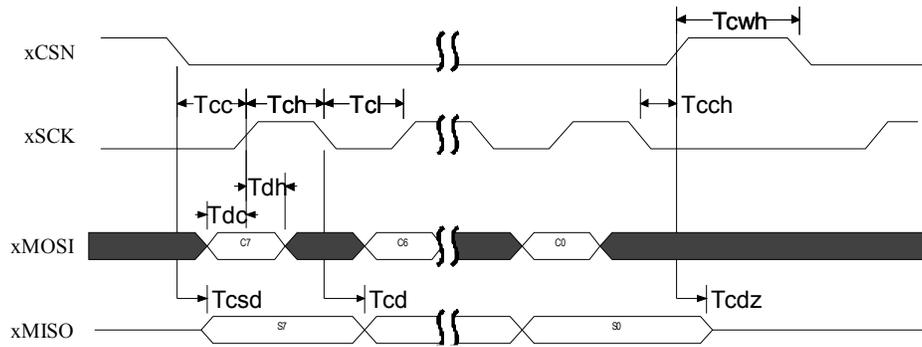 Tcwh
xCSN
Tcc Tch Tcl Tcch
xSCK
Tdh
Tdc
xMOSI C7 C6 C0
Tcsd Tcd Tcdz
xMISO S7 S0